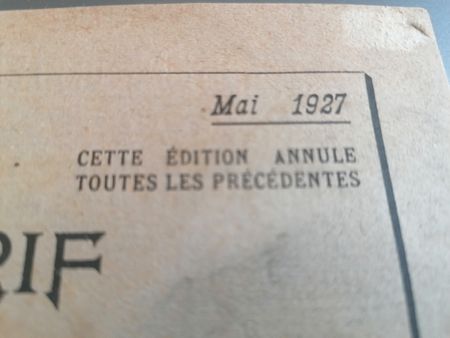 Mai 1927
CETTE ÉDITION ANNULE
TOUTES LES PRÉCÉDENTES
RIF